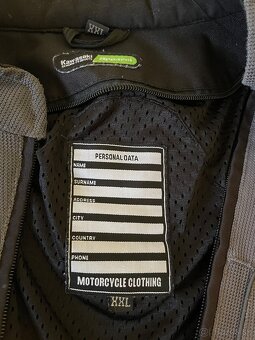 XXL
Kawasaki
PERSONAL DATA
NAME
SURNAME
ADDRESS
CITY
COUNTRY
PHONE
MOTORCYCLE CLOTHING
XXL